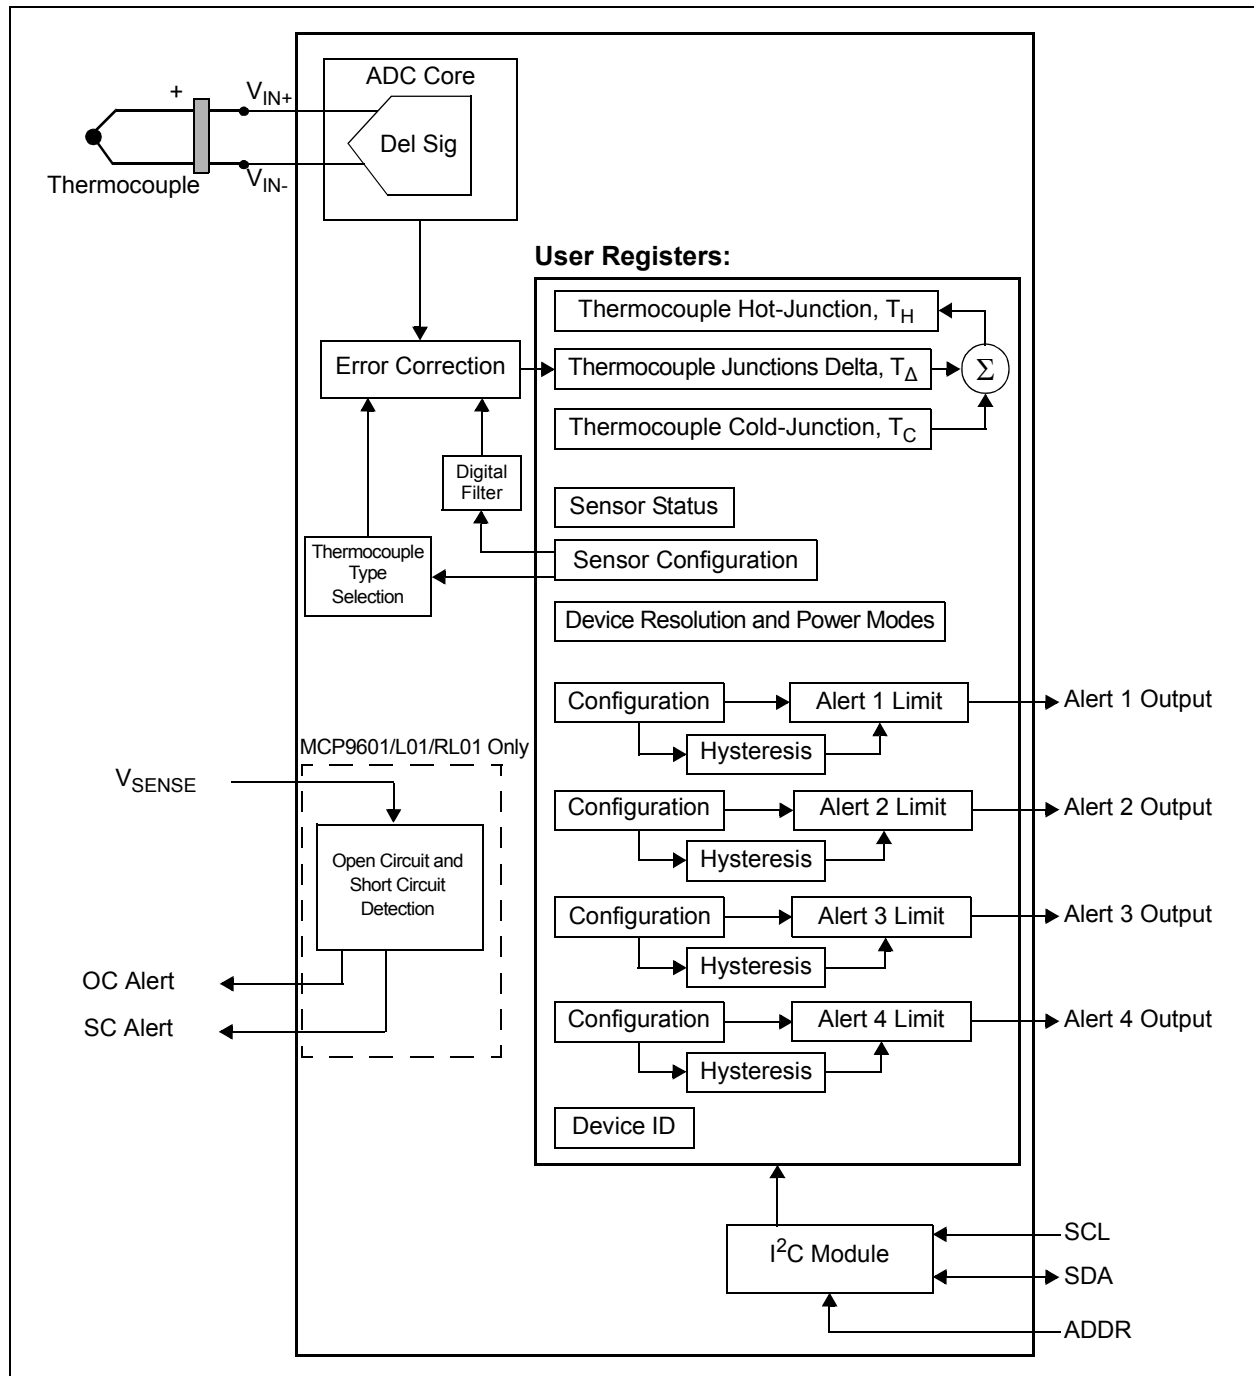 ADC Core
+
VIN+
Del Sig
Thermocouple
VIN-
User Registers:
Thermocouple Hot-Junction, TH
Error Correction
Thermocouple Junctions Delta, TΔ
Σ
Thermocouple Cold-Junction, TC
Digital
Filter
Sensor Status
Thermocouple
Type
Selection
Sensor Configuration
Device Resolution and Power Modes
Configuration
Alert 1 Limit
Alert 1 Output
Hysteresis
MCP9601/L01/RL01 Only
VSENSE
Configuration
Alert 2 Limit
Alert 2 Output
Hysteresis
Open Circuit and
Short Circuit
Detection
Configuration
Alert 3 Limit
Alert 3 Output
Hysteresis
OC Alert
SC Alert
Configuration
Alert 4 Limit
Alert 4 Output
Hysteresis
Device ID
I2C Module
SCL
SDA
ADDR